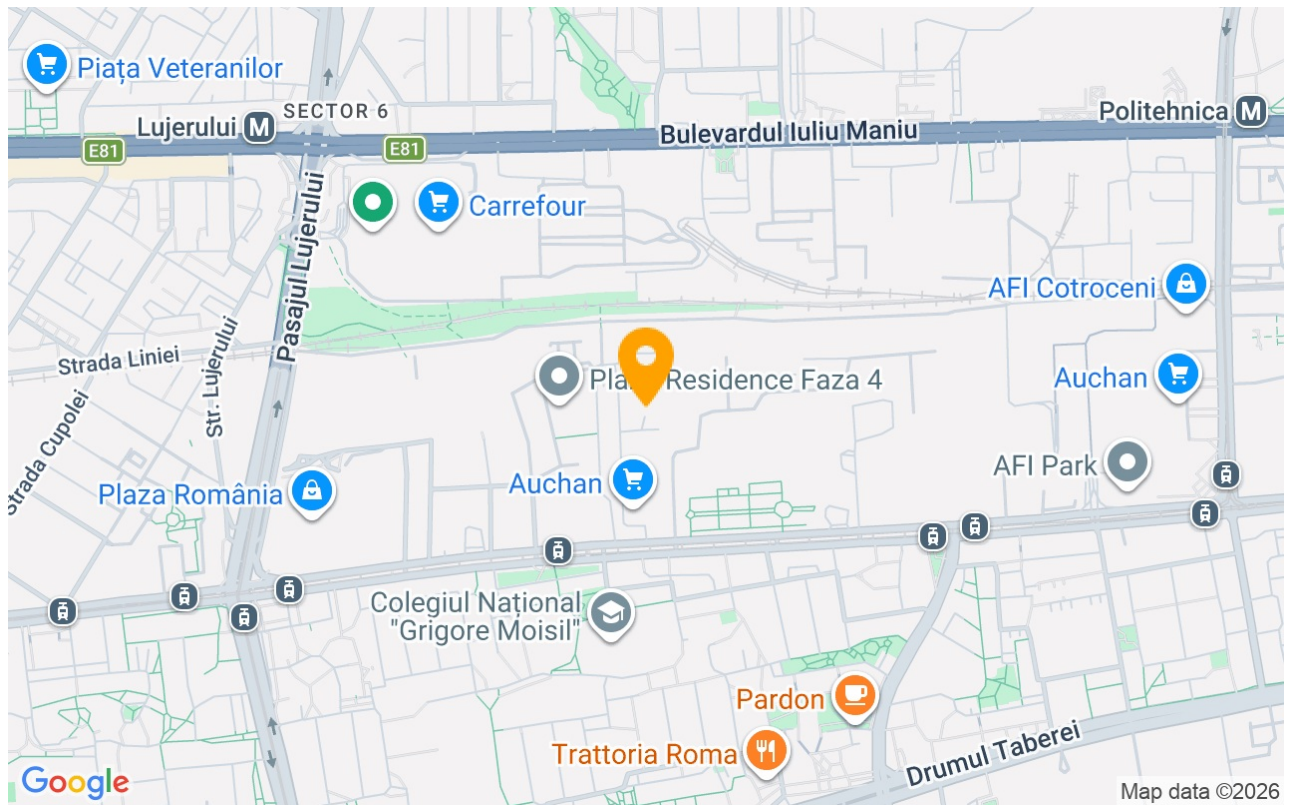 Piața Veteranilor
SECTOR 6
Lujerului M
Politehnica M
Bulevardul Iuliu Maniu
E81
E81
Carrefour
Pasajul Lujerului
AFI Cotroceni
Strada Liniei
Str. Lujerului
Residence Faza 4
Auchan
Strada Cupolei
AFI Park
Auchan
Plaza România
Colegiul Național
"Grigore Moisil"
Pardon
Trattoria Roma
Drumul Taberei
Google
Map data ©2026